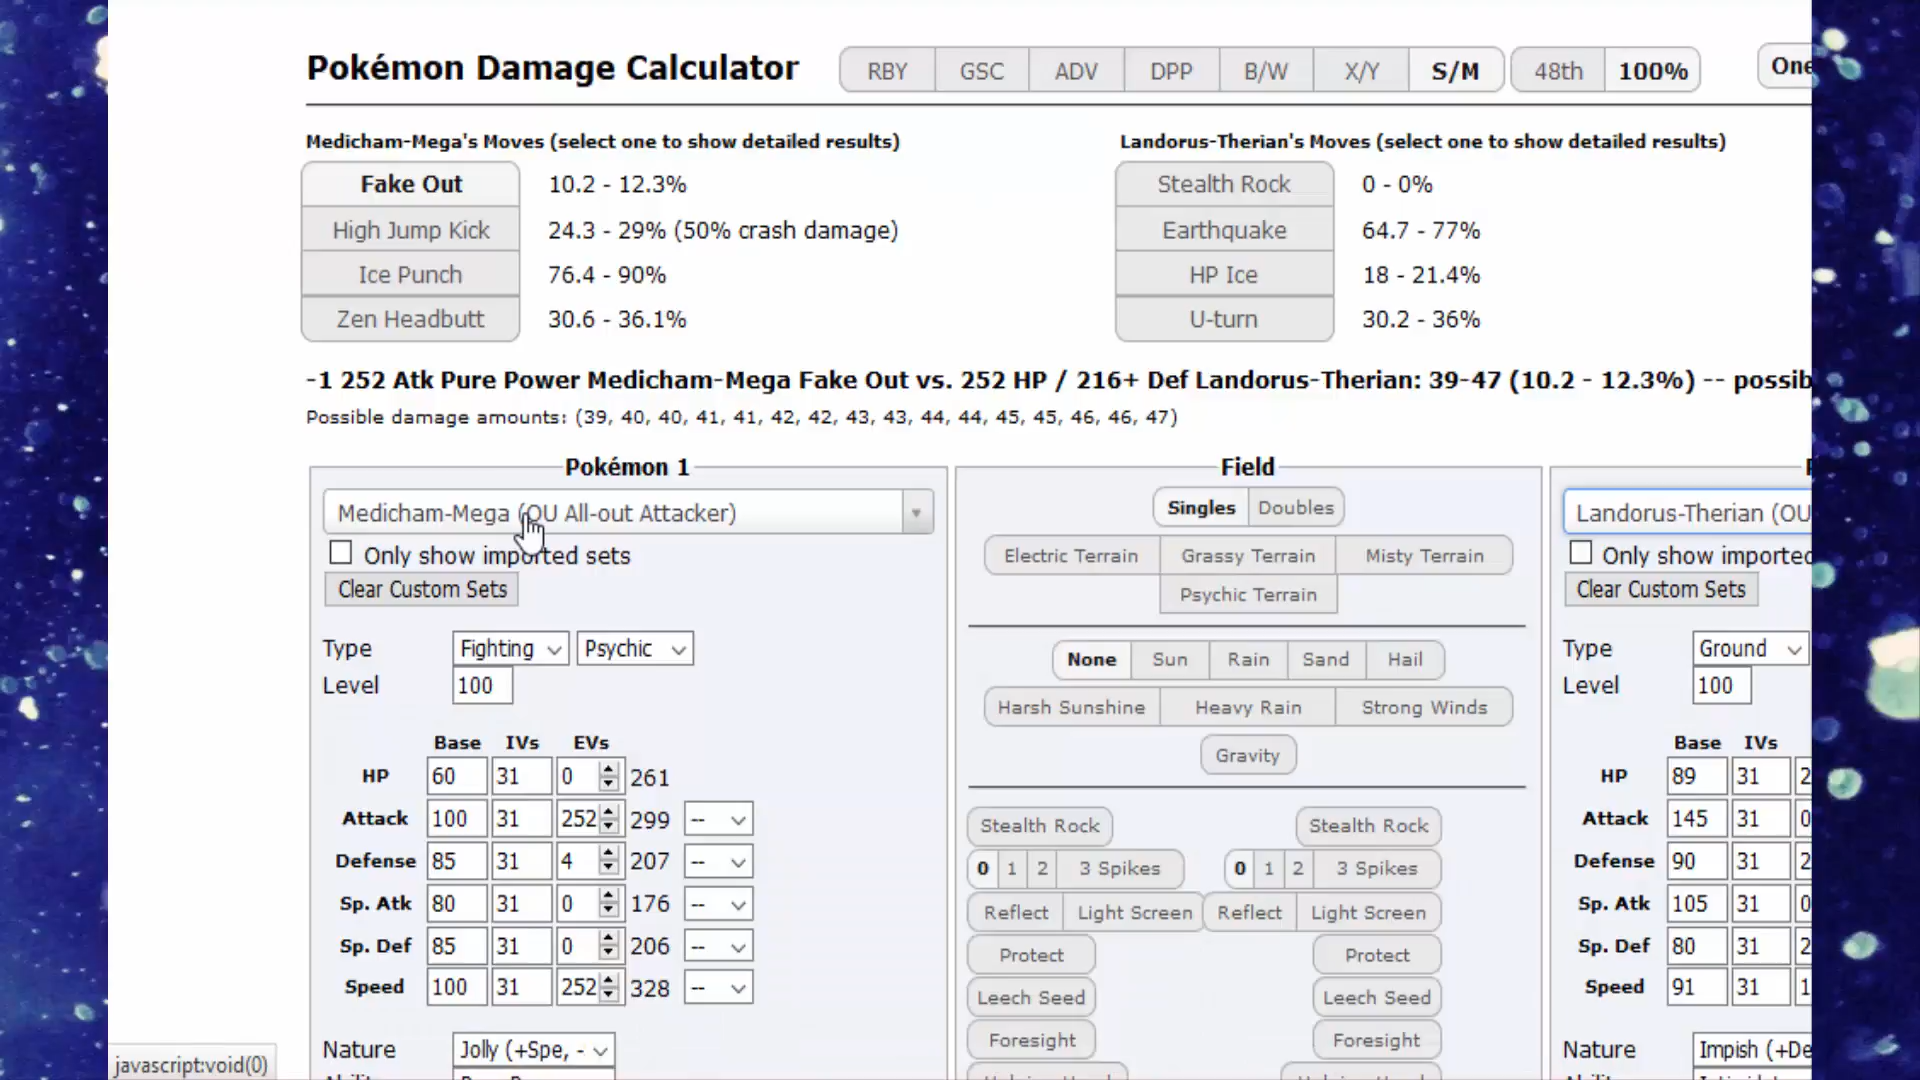 Pokémon Damage Calculator RBY GSC ADV DPP B/W X/Y S/M 48th 100% One
Medicham-Mega's Moves (select one to show detailed results)
Fake Out 10.2 - 12.3%
High Jump Kick 24.3 - 29% (50% crash damage)
Ice Punch 76.4 - 90%
Zen Headbutt 30.6 - 36.1%
Landorus-Therian's Moves (select one to show detailed results)
Stealth Rock 0 - 0%
Earthquake 64.7 - 77%
HP Ice 18 - 21.4%
U-turn 30.2 - 36%
-1 252 Atk Pure Power Medicham-Mega Fake Out vs. 252 HP / 216+ Def Landorus-Therian: 39-47 (10.2 - 12.3%) -- possib
Possible damage amounts: (39, 40, 40, 41, 41, 42, 42, 43, 43, 44, 44, 45, 45, 46, 46, 47)
Pokémon 1
Medicham-Mega (OU All-out Attacker)
Only show imported sets
Clear Custom Sets
Type Fighting Psychic
Level 100
Base IVs EVs
HP 60 31 0 261
Attack 100 31 252 299 --
Defense 85 31 4 207 --
Sp. Atk 80 31 0 176 --
Sp. Def 85 31 0 206 --
Speed 100 31 252 328 --
Nature Jolly (+Spe, -
Field
Singles Doubles
Electric Terrain Grassy Terrain Misty Terrain
Psychic Terrain
None Sun Rain Sand Hail
Harsh Sunshine Heavy Rain Strong Winds
Gravity
Stealth Rock Stealth Rock
0 1 2 3 Spikes 0 1 2 3 Spikes
Reflect Light Screen Reflect Light Screen
Protect Protect
Leech Seed Leech Seed
Foresight Foresight
Landorus-Therian (OU
Only show imported
Clear Custom Sets
Type Ground
Level 100
Base IVs
HP 89 31 2
Attack 145 31 0
Defense 90 31 2
Sp. Atk 105 31 0
Sp. Def 80 31 2
Speed 91 31 1
Nature Impish (+De
javascript:void(0)